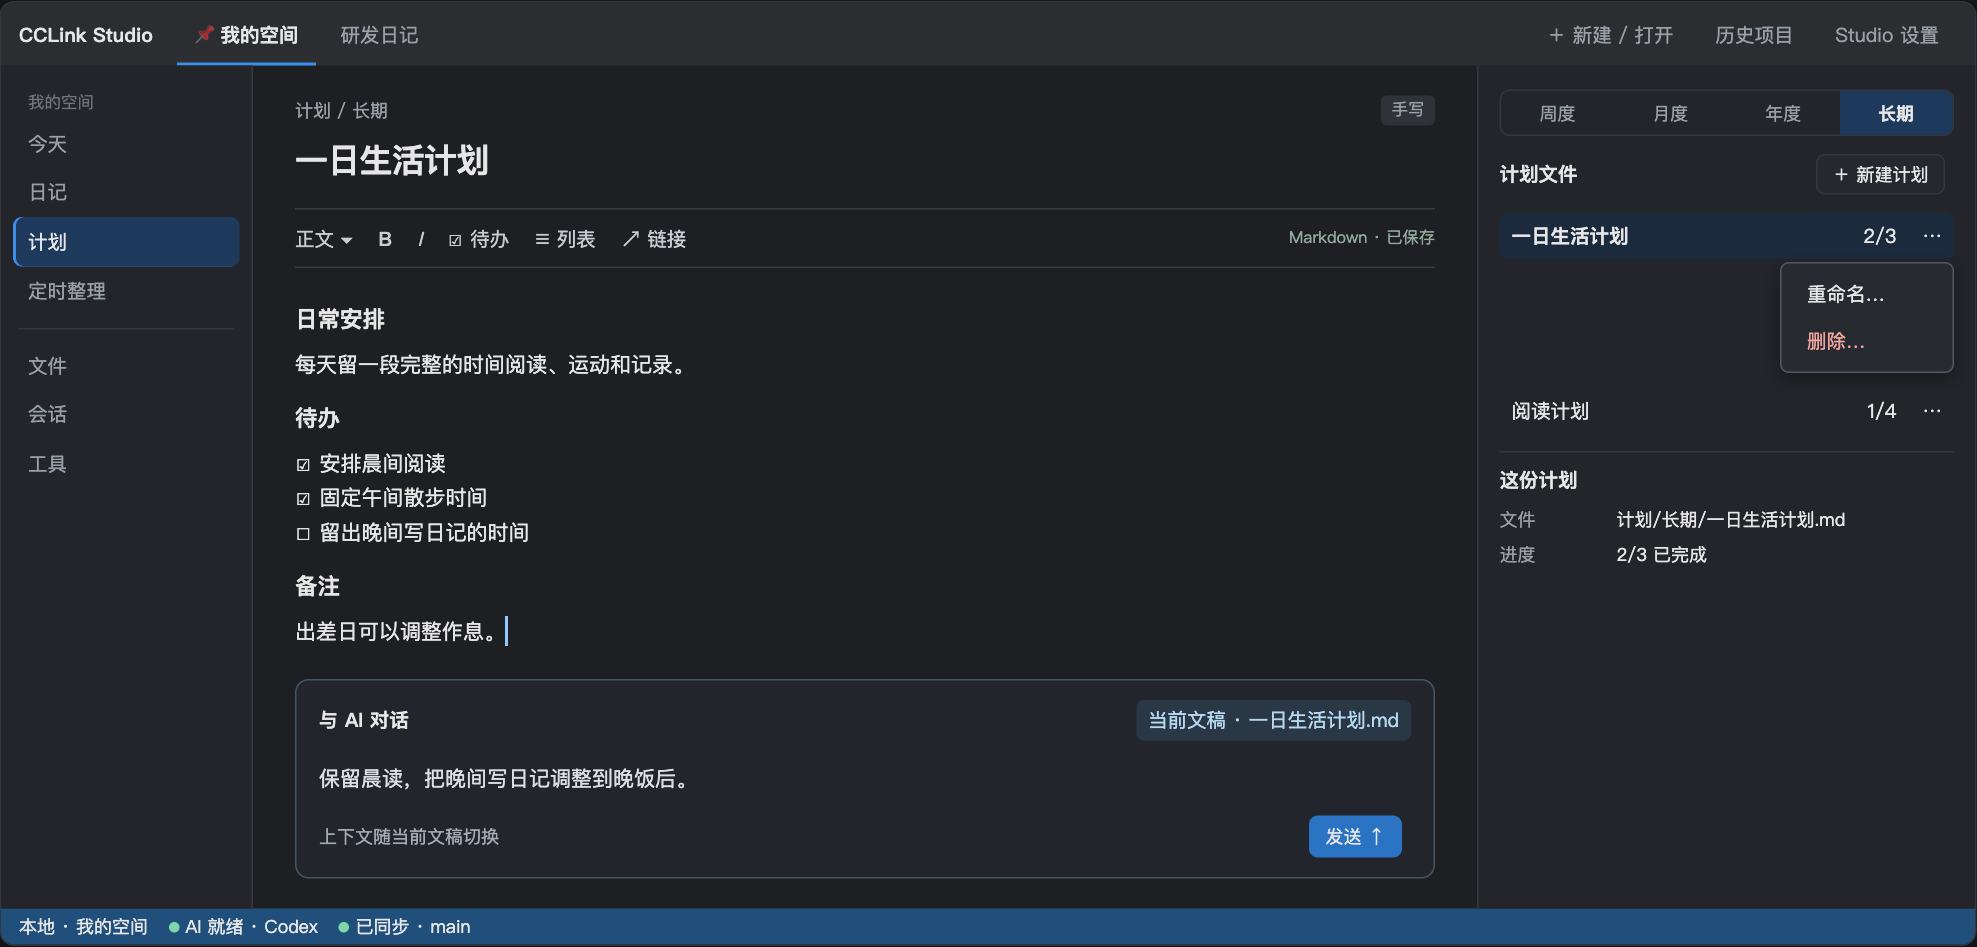 CCLink Studio
📌 我的空间
研发日记
+ 新建 / 打开
历史项目
Studio 设置
我的空间
今天
日记
计划
定时整理
文件
会话
工具
计划 / 长期
手写
一日生活计划
正文
B
I
☑ 待办
≡ 列表
↗ 链接
Markdown · 已保存
日常安排
每天留一段完整的时间阅读、运动和记录。
待办
☑ 安排晨间阅读
☑ 固定午间散步时间
☐ 留出晚间写日记的时间
备注
出差日可以调整作息。
与 AI 对话
当前文稿 · 一日生活计划.md
保留晨读，把晚间写日记调整到晚饭后。
上下文随当前文稿切换
发送 ↑
周度
月度
年度
长期
计划文件
+ 新建计划
一日生活计划 2/3 ···
重命名...
删除...
阅读计划 1/4 ···
这份计划
文件 计划/长期/一日生活计划.md
进度 2/3 已完成
本地 · 我的空间
AI 就绪 · Codex
已同步 · main